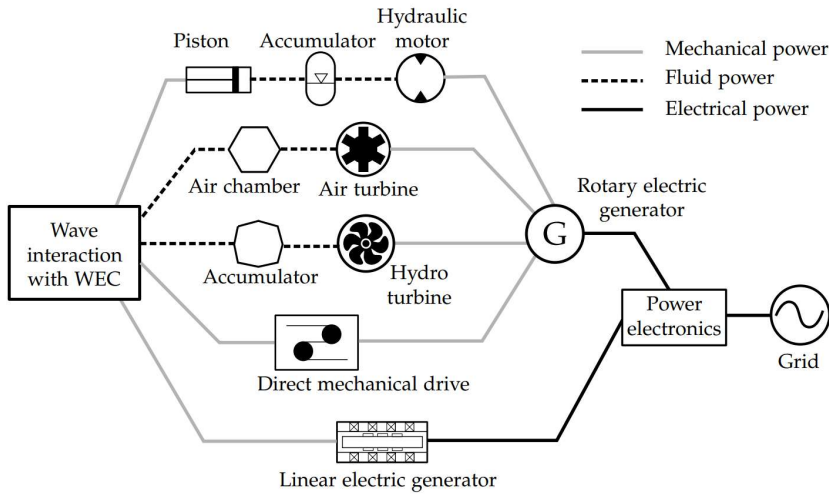 Piston
Accumulator
Hydraulic
motor
Mechanical power
Fluid power
Electrical power
Air chamber
Air turbine
Rotary electric
generator
Wave
interaction
with WEC
G
Accumulator
Hydro
turbine
Power
electronics
Grid
Direct mechanical drive
Linear electric generator